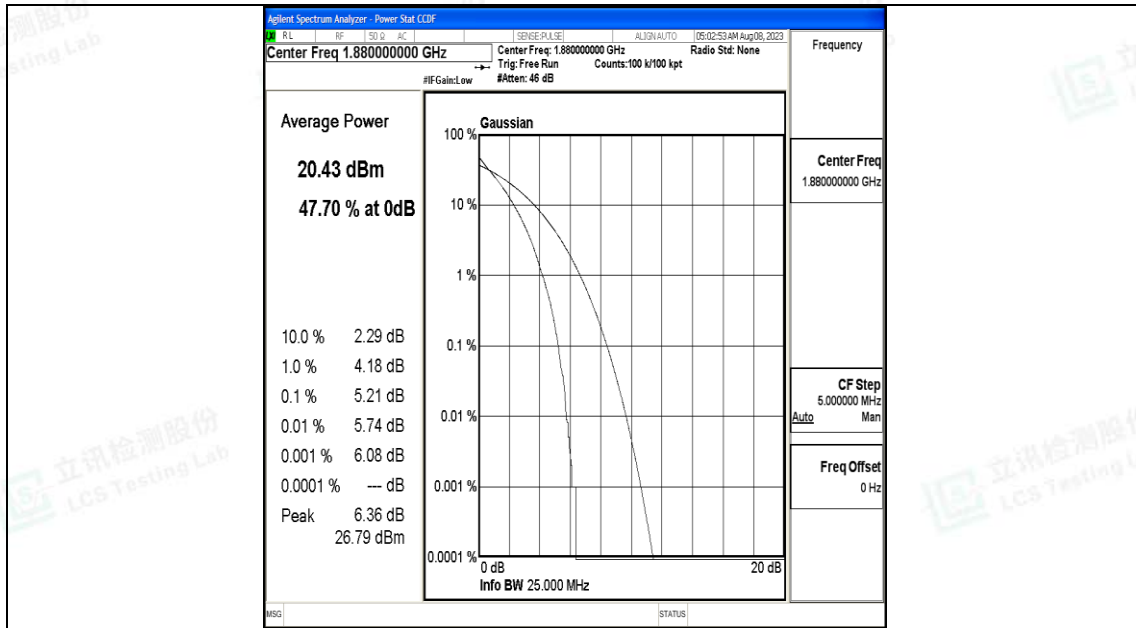 Agilent Spectrum Analyzer - Power Stat CCDF
RL RF 50 Ω AC SENSE:PULSE ALIGN AUTO 05:02:53 AM Aug 08, 2023
Center Freq 1.880000000 GHz
Center Freq: 1.880000000 GHz Radio Std: None
Trig: Free Run Counts:100 k/100 kpt
#IFGain:Low #Atten: 46 dB
Frequency
Average Power
20.43 dBm
47.70 % at 0dB
10.0 % 2.29 dB
1.0 % 4.18 dB
0.1 % 5.21 dB
0.01 % 5.74 dB
0.001 % 6.08 dB
0.0001 % --- dB
Peak 6.36 dB
26.79 dBm
Gaussian
100 %
10 %
1 %
0.1 %
0.01 %
0.001 %
0.0001 %
0 dB 20 dB
Info BW 25.000 MHz
Center Freq
1.880000000 GHz
CF Step
5.000000 MHz
Auto Man
Freq Offset
0 Hz
MSG STATUS
立讯检测股份
LCS Testing Lab
立讯检测股份